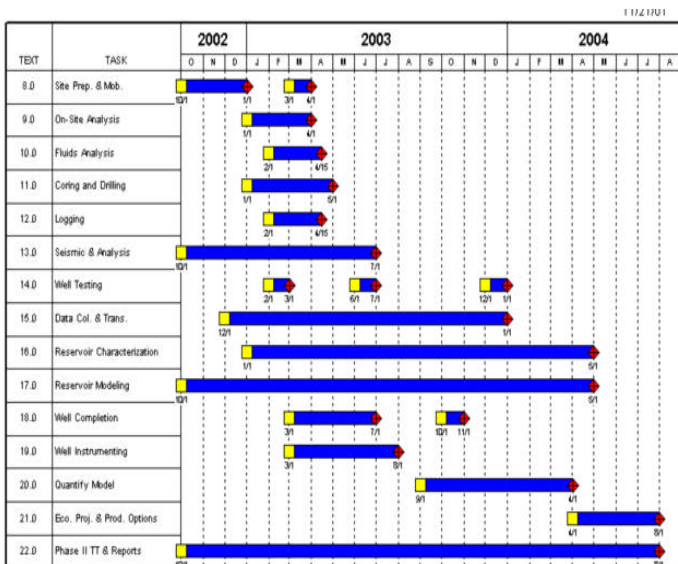 2002 2003 2004
TEXT TASK O N D J F M A M J J A S O N D J F M A M J J A
8.0 Site Prep. & Mob.
10/1 1/1 3/1 4/1
9.0 On-Site Analysis
1/1 4/1
10.0 Fluids Analysis
2/1 4/15
11.0 Coring and Drilling
1/1 5/1
12.0 Logging
2/1 4/15
13.0 Seismic & Analysis
10/1 7/1
14.0 Well Testing
2/1 3/1 6/1 7/1 12/1 1/1
15.0 Data Col. & Trans.
12/1 1/1
16.0 Reservoir Characterization
1/1 5/1
17.0 Reservoir Modeling
10/1 5/1
18.0 Well Completion
3/1 7/1 10/1 11/1
19.0 Well Instrumenting
3/1 8/1
20.0 Quantify Model
9/1 4/1
21.0 Eco. Proj. & Prod. Options
4/1 8/1
22.0 Phase II TT & Reports